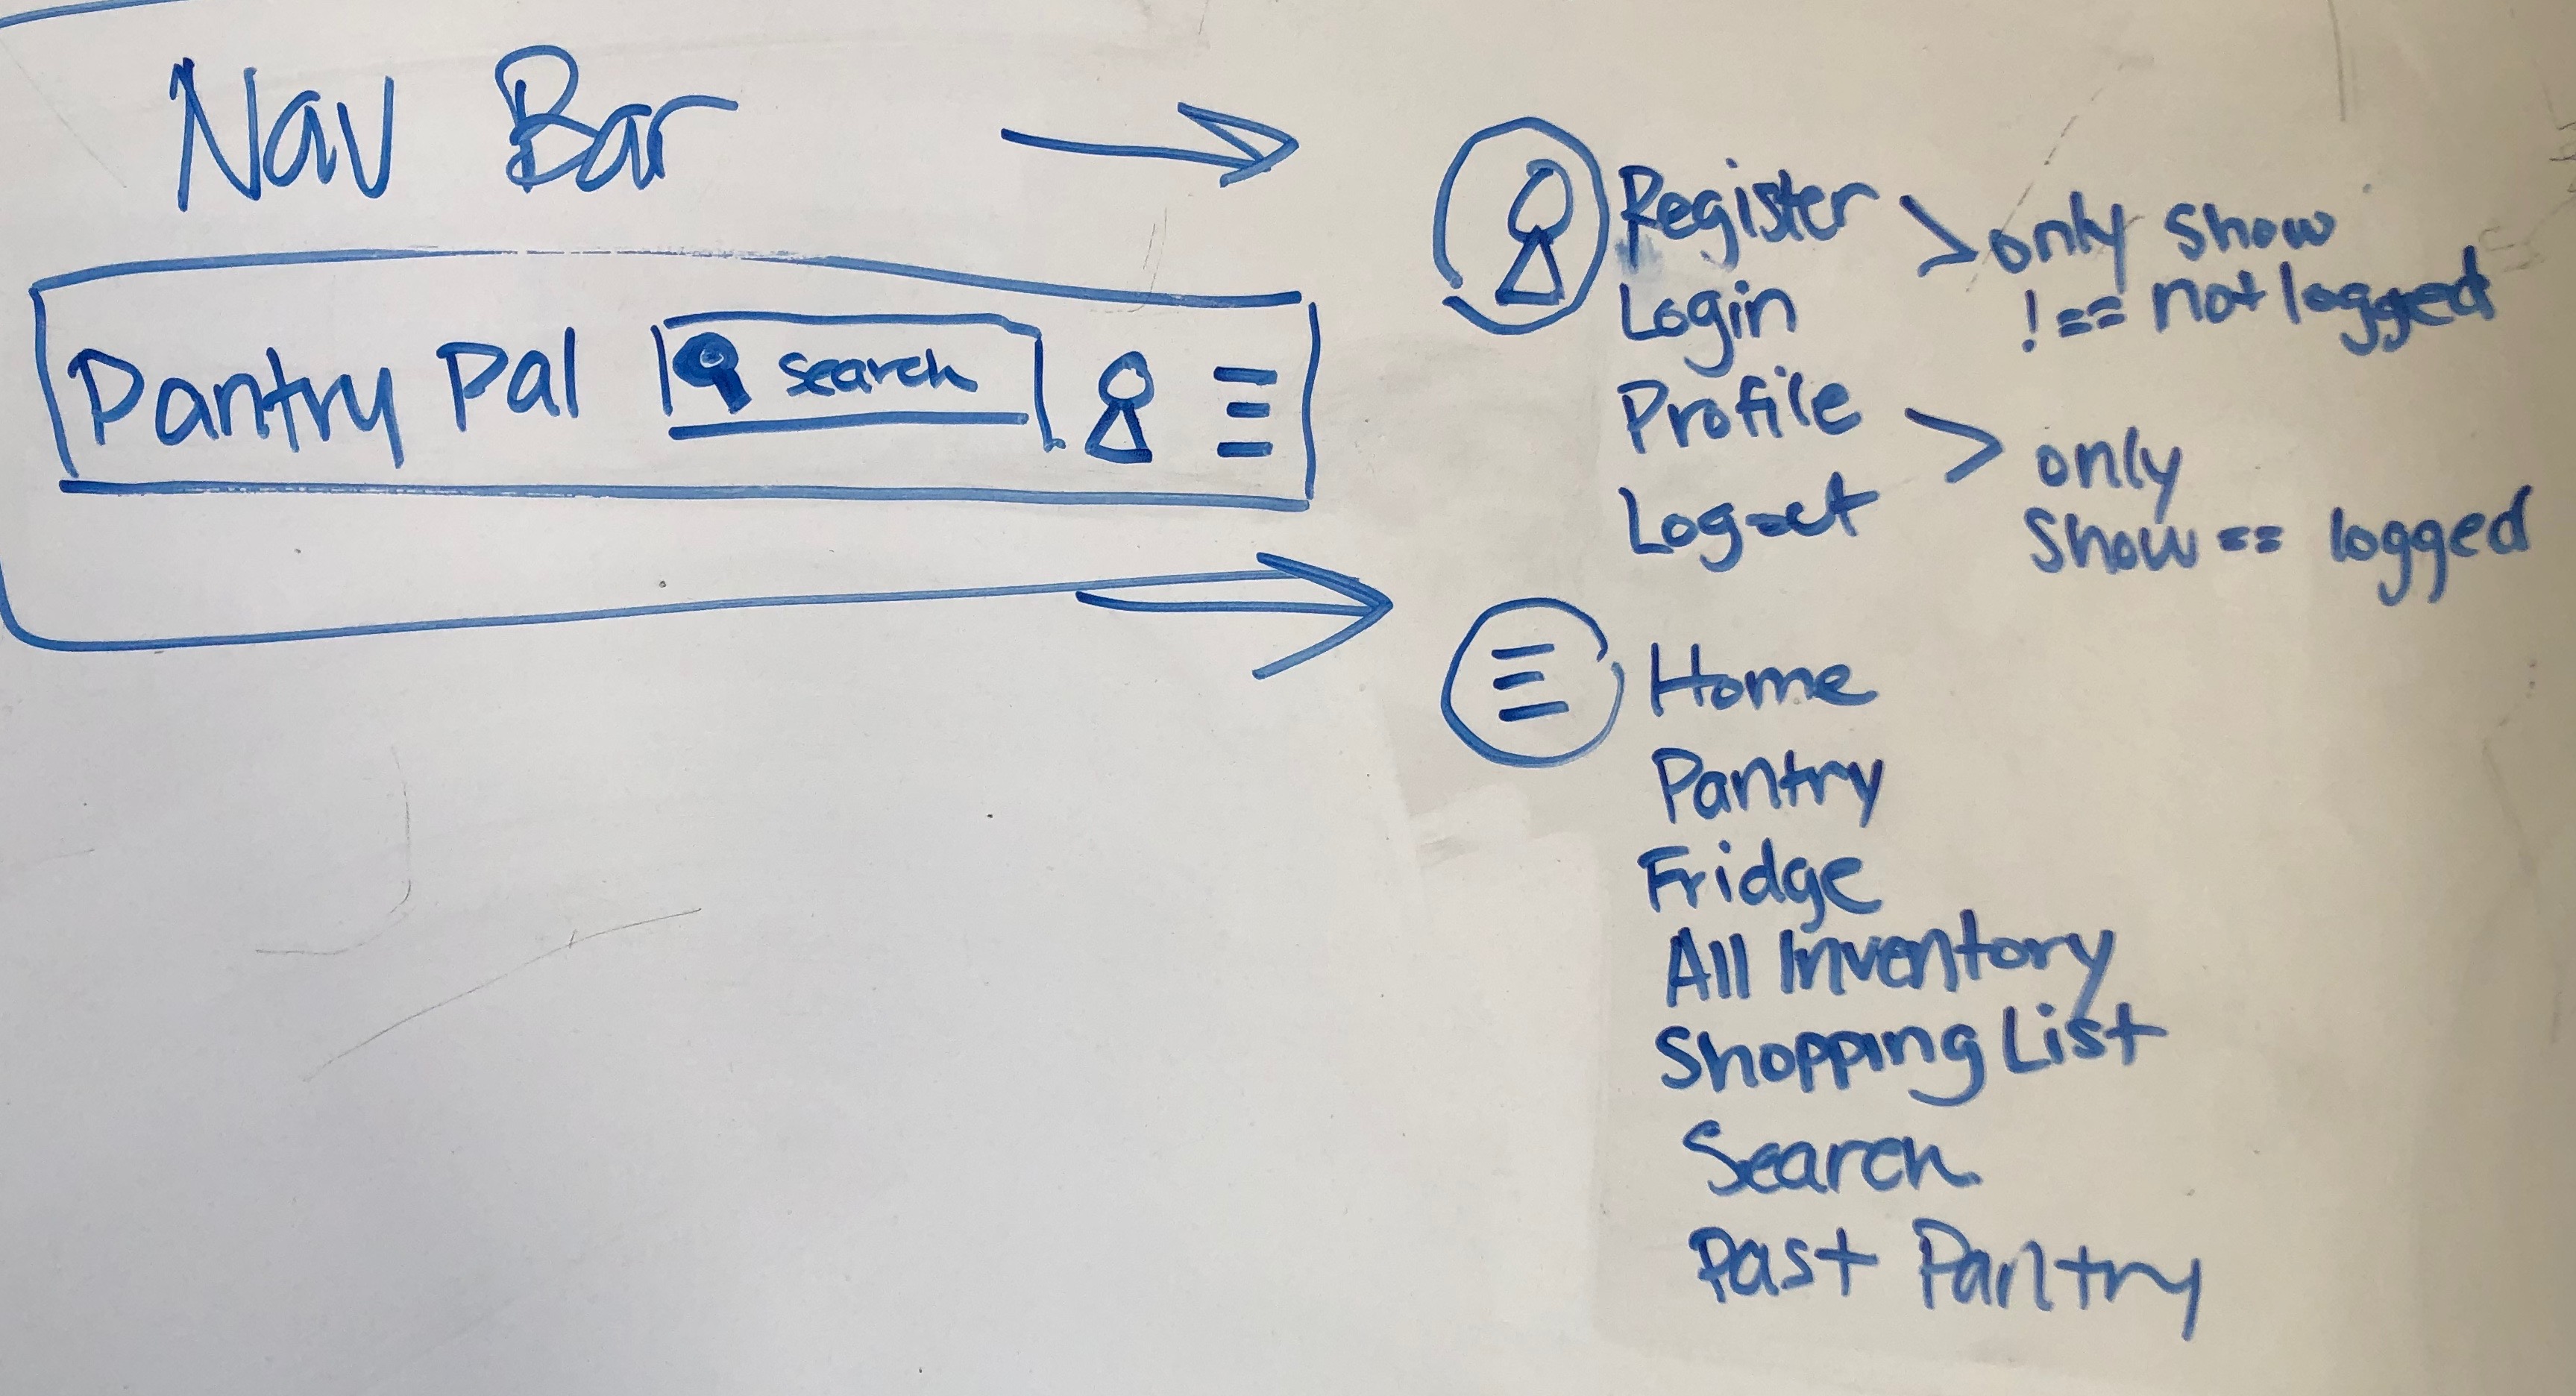 Nav Bar
Pantry Pal search
Register
Login
only show
!== not logged
Profile
Logout
only
show == logged
Home
Pantry
Fridge
All Inventory
Shopping List
Search
Past Pantry